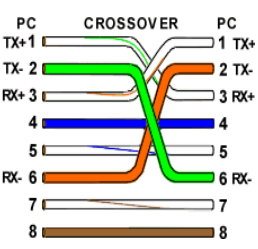 PC CROSSOVER PC
TX+ 1 1 TX+
TX- 2 2 TX-
RX+ 3 3 RX+
4 4
5 5
RX- 6 6 RX-
7 7
8 8